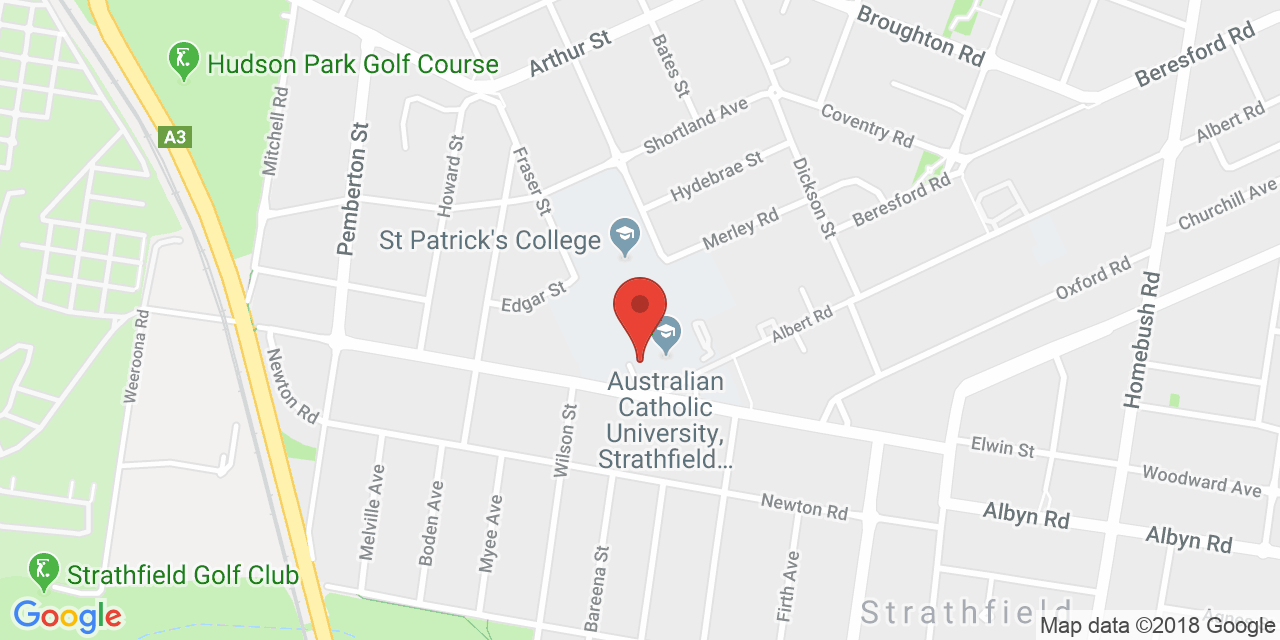 Broughton Rd
Beresford Rd
Arthur St
Bates St
Hudson Park Golf Course
A3
Mitchell Rd
Shortland Ave
Coventry Rd
Albert Rd
Pemberton St
Howard St
Fraser St
Hydebrae St
Dickson St
Beresford Rd
Churchill Ave
Merley Rd
St Patrick's College
Oxford Rd
Edgar St
Weeroona Rd
Albert Rd
Homebush Rd
Newton Rd
Australian
Catholic
University,
Strathfield...
Wilson St
Elwin St
Woodward Ave
Melville Ave
Boden Ave
Myee Ave
Newton Rd
Albyn Rd
Albyn Rd
Bareena St
Firth Ave
Strathfield Golf Club
Strathfield
Google
Map data ©2018 Google